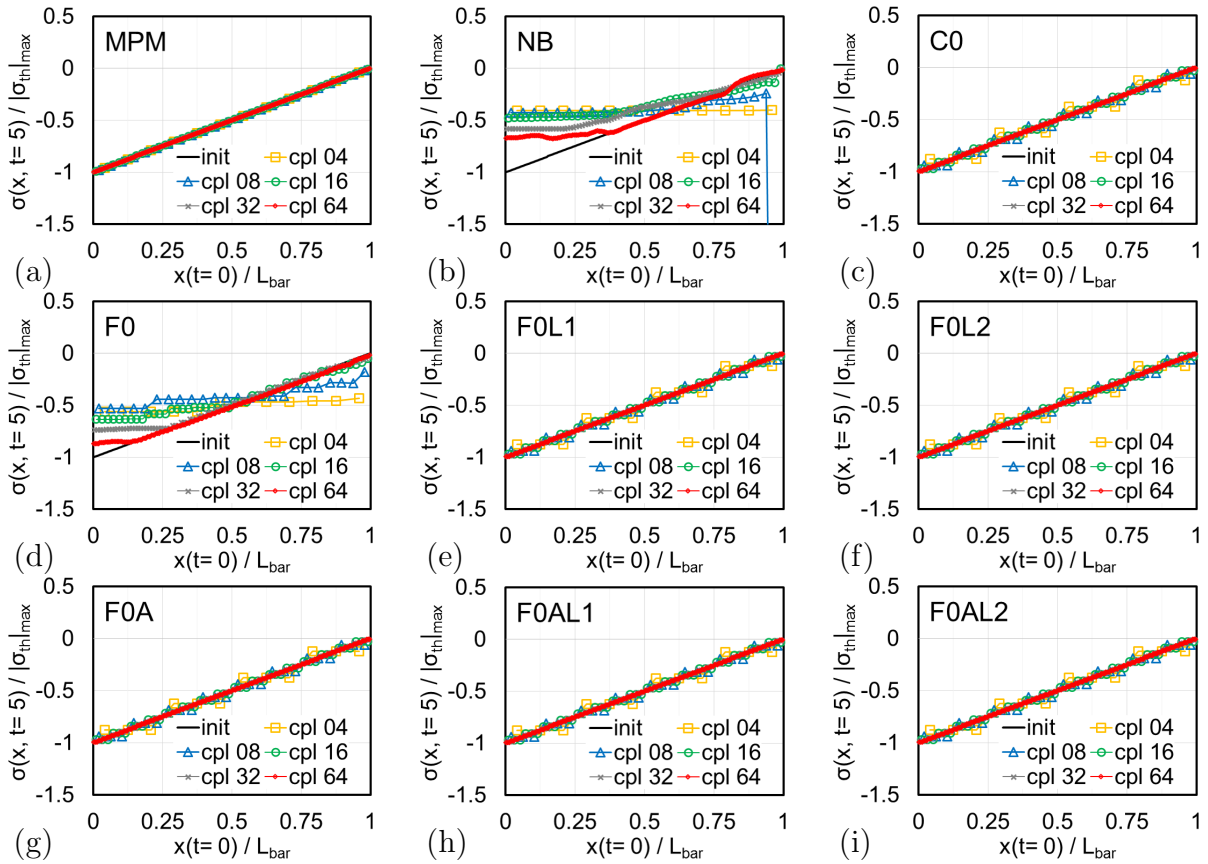 0.5
MPM
0
-0.5
-1
-1.5
σ(x, t= 5) / |σth|max
init
cpl 04
cpl 08
cpl 16
cpl 32
cpl 64
0 0.25 0.5 0.75 1
(a)
x(t= 0) / Lbar
0.5
NB
0
-0.5
-1
-1.5
σ(x, t= 5) / |σth|max
init
cpl 04
cpl 08
cpl 16
cpl 32
cpl 64
0 0.25 0.5 0.75 1
(b)
x(t= 0) / Lbar
0.5
C0
0
-0.5
-1
-1.5
σ(x, t= 5) / |σth|max
init
cpl 04
cpl 08
cpl 16
cpl 32
cpl 64
0 0.25 0.5 0.75 1
(c)
x(t= 0) / Lbar
0.5
F0
0
-0.5
-1
-1.5
σ(x, t= 5) / |σth|max
init
cpl 04
cpl 08
cpl 16
cpl 32
cpl 64
0 0.25 0.5 0.75 1
(d)
x(t= 0) / Lbar
0.5
F0L1
0
-0.5
-1
-1.5
σ(x, t= 5) / |σth|max
init
cpl 04
cpl 08
cpl 16
cpl 32
cpl 64
0 0.25 0.5 0.75 1
(e)
x(t= 0) / Lbar
0.5
F0L2
0
-0.5
-1
-1.5
σ(x, t= 5) / |σth|max
init
cpl 04
cpl 08
cpl 16
cpl 32
cpl 64
0 0.25 0.5 0.75 1
(f)
x(t= 0) / Lbar
0.5
F0A
0
-0.5
-1
-1.5
σ(x, t= 5) / |σth|max
init
cpl 04
cpl 08
cpl 16
cpl 32
cpl 64
0 0.25 0.5 0.75 1
(g)
x(t= 0) / Lbar
0.5
F0AL1
0
-0.5
-1
-1.5
σ(x, t= 5) / |σth|max
init
cpl 04
cpl 08
cpl 16
cpl 32
cpl 64
0 0.25 0.5 0.75 1
(h)
x(t= 0) / Lbar
0.5
F0AL2
0
-0.5
-1
-1.5
σ(x, t= 5) / |σth|max
init
cpl 04
cpl 08
cpl 16
cpl 32
cpl 64
0 0.25 0.5 0.75 1
(i)
x(t= 0) / Lbar